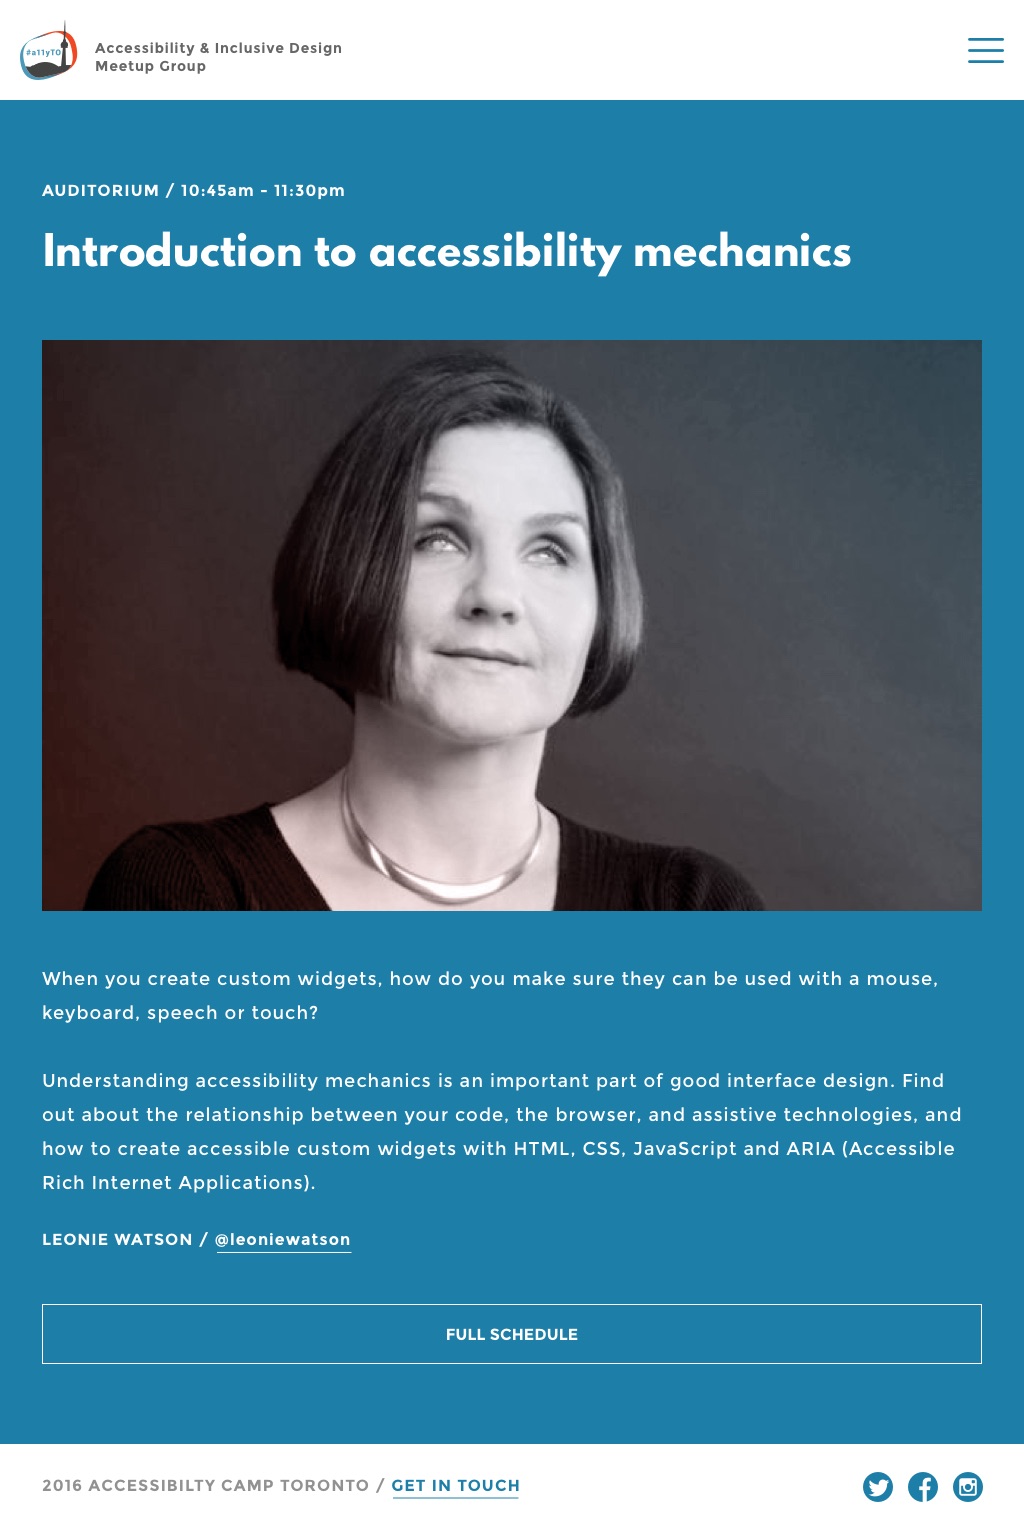 #a11yTO
Accessibility & Inclusive Design
Meetup Group
AUDITORIUM / 10:45am - 11:30pm
Introduction to accessibility mechanics
When you create custom widgets, how do you make sure they can be used with a mouse,
keyboard, speech or touch?
Understanding accessibility mechanics is an important part of good interface design. Find
out about the relationship between your code, the browser, and assistive technologies, and
how to create accessible custom widgets with HTML, CSS, JavaScript and ARIA (Accessible
Rich Internet Applications).
LEONIE WATSON / @leoniewatson
FULL SCHEDULE
2016 ACCESSIBILTY CAMP TORONTO / GET IN TOUCH